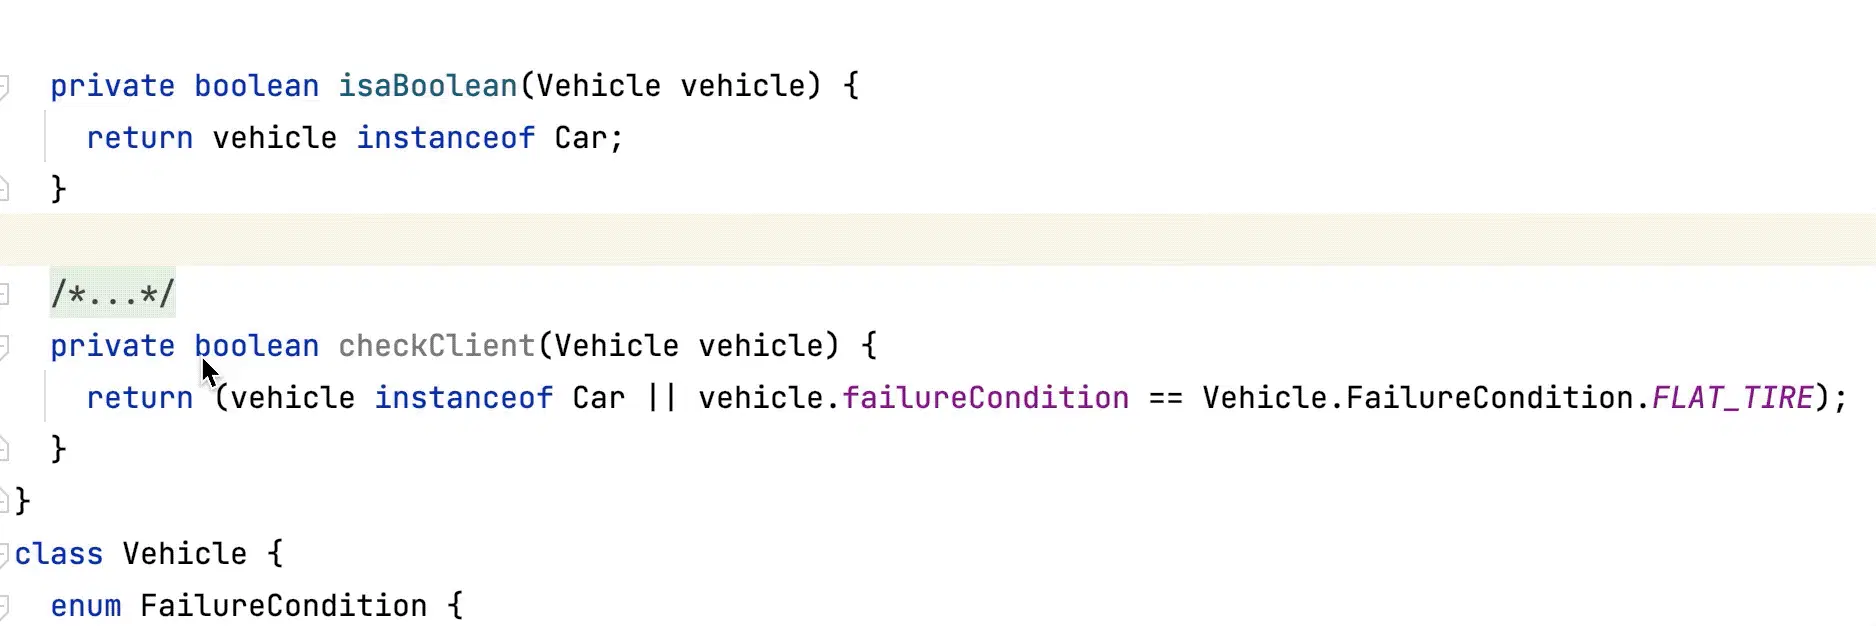 private boolean isaBoolean(Vehicle vehicle) {
return vehicle instanceof Car;
}
/*...*/
private boolean checkClient(Vehicle vehicle) {
return (vehicle instanceof Car || vehicle.failureCondition == Vehicle.FailureCondition.FLAT_TIRE);
}
}
class Vehicle {
enum FailureCondition {